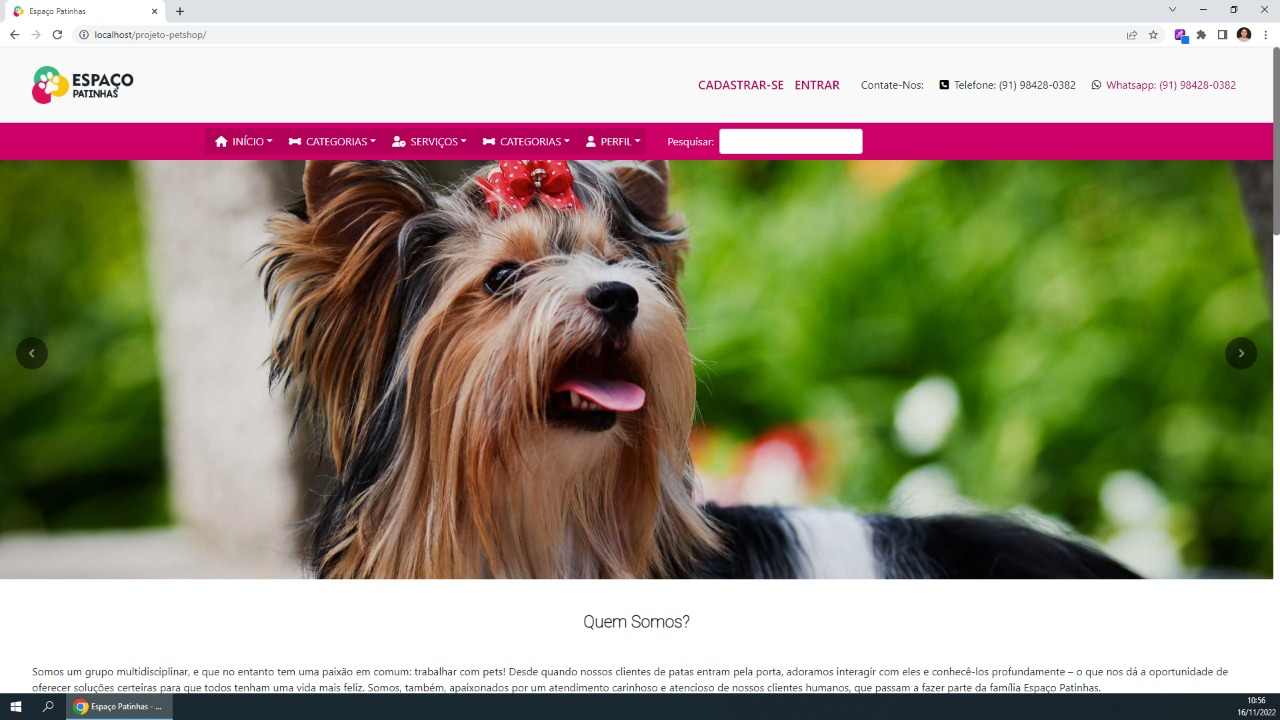 Espaço Patinhas
localhost/projeto-petshop/
ESPAÇO
PATINHAS
CADASTRAR-SE ENTRAR Contate-Nos: Telefone: (91) 98428-0382 Whatsapp: (91) 98428-0382
INÍCIO CATEGORIAS SERVIÇOS CATEGORIAS PERFIL Pesquisar:
Quem Somos?
Somos um grupo multidisciplinar, e que no entanto tem uma paixão em comum: trabalhar com pets! Desde quando nossos clientes de patas entram pela porta, adoramos interagir com eles e conhecê-los profundamente – o que nos dá a oportunidade de
oferecer soluções certeiras para que todos tenham uma vida mais feliz. Somos, também, apaixonados por um atendimento carinhoso e atencioso de nossos clientes humanos, que passam a fazer parte da família Espaço Patinhas.
Espaço Patinhas - ...
10:56
16/11/2022